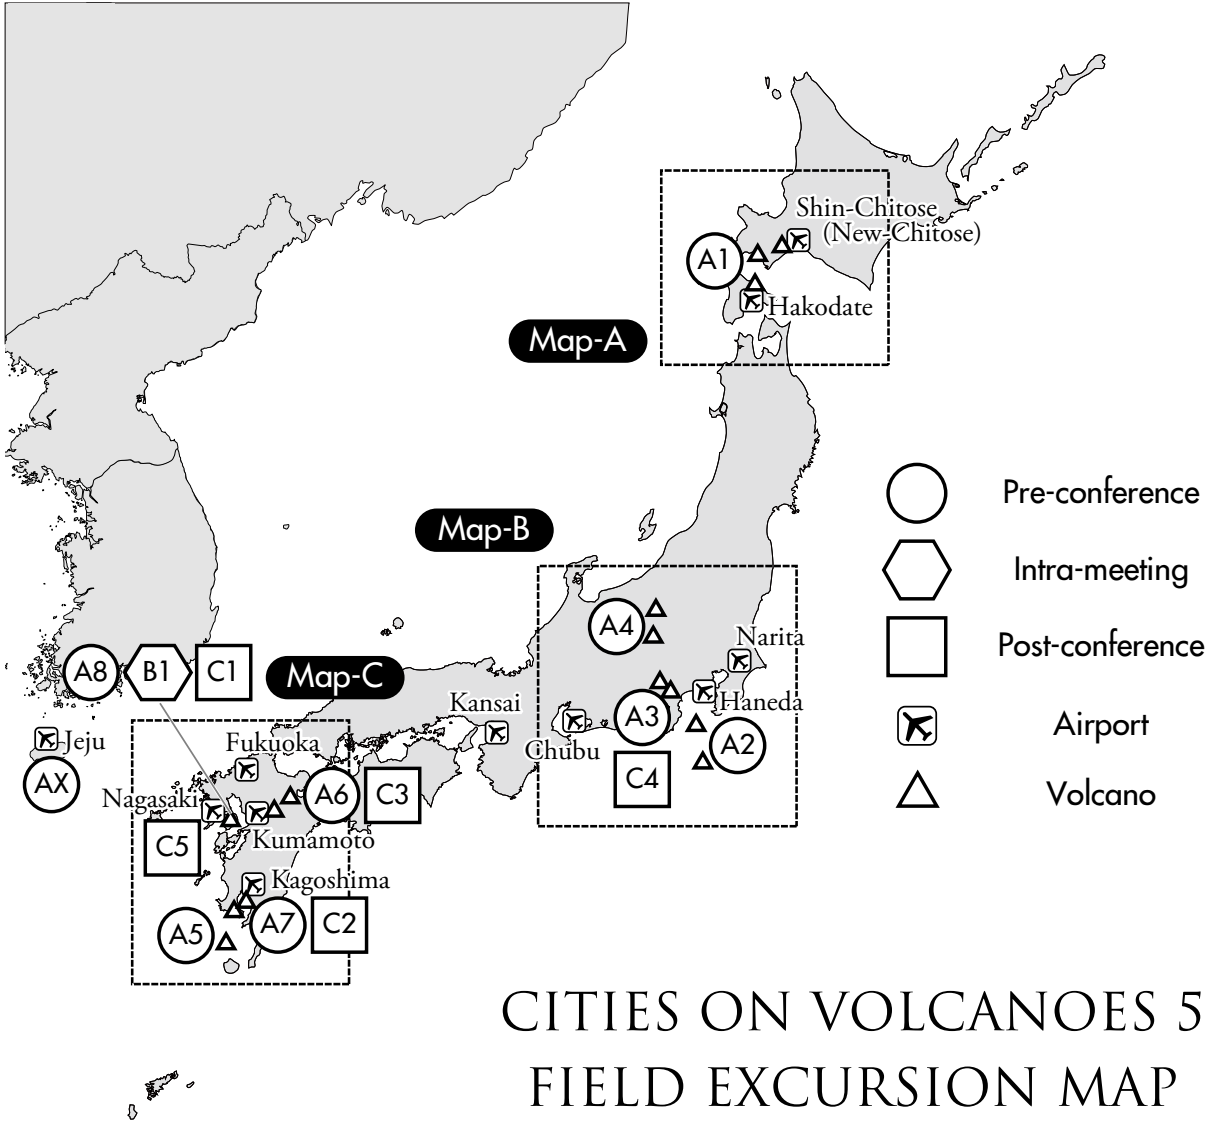 Shin-Chitose
(New-Chitose)
A1
Hakodate
Map-A
Pre-conference
Map-B
Intra-meeting
A4
Narita
Post-conference
A8
B1
C1
Map-C
Kansai
A3
Haneda
Jeju
Fukuoka
Chubu
A2
Airport
AX
Nagasaki
A6
C3
C4
Volcano
C5
Kumamoto
Kagoshima
A5
A7
C2
CITIES ON VOLCANOES 5
FIELD EXCURSION MAP